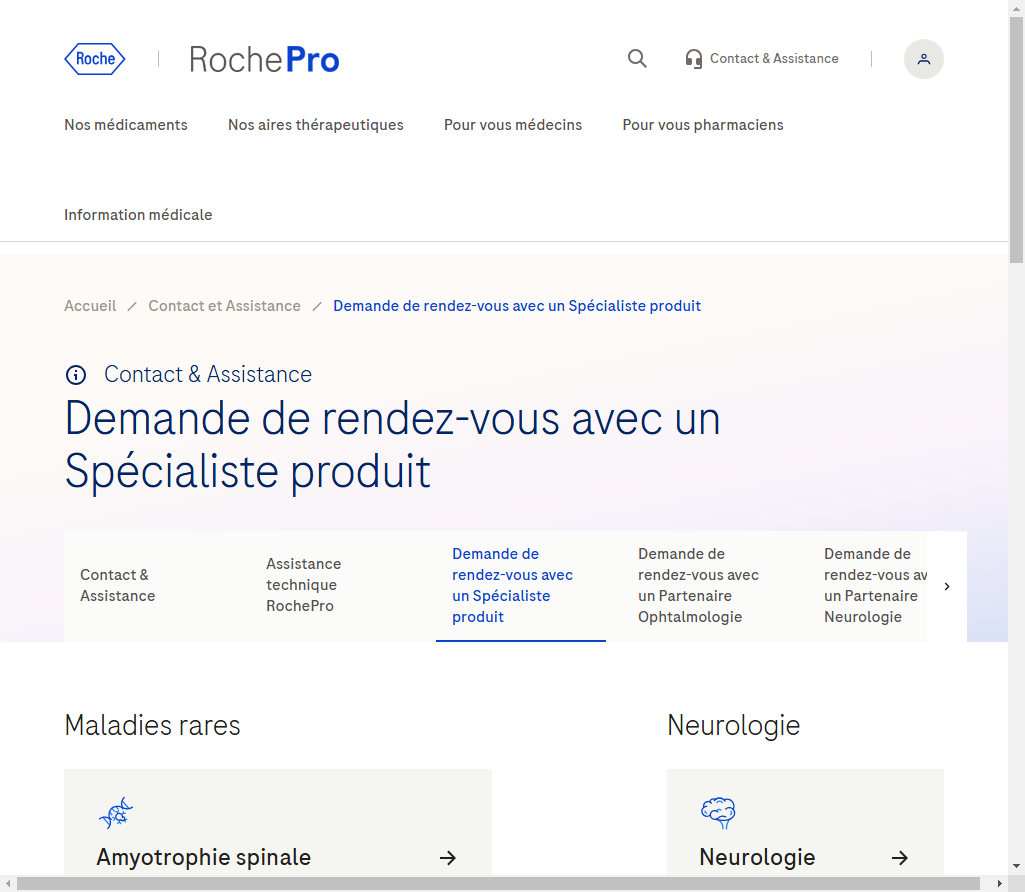 Roche
RochePro
Contact & Assistance
Nos médicaments
Nos aires thérapeutiques
Pour vous médecins
Pour vous pharmaciens
Information médicale
Accueil / Contact et Assistance / Demande de rendez-vous avec un Spécialiste produit
Contact & Assistance
Demande de rendez-vous avec un
Spécialiste produit
Contact &
Assistance
Assistance
technique
RochePro
Demande de
rendez-vous avec
un Spécialiste
produit
Demande de
rendez-vous avec
un Partenaire
Ophtalmologie
Demande de
rendez-vous av
un Partenaire
Neurologie
Maladies rares
Neurologie
Amyotrophie spinale
Neurologie